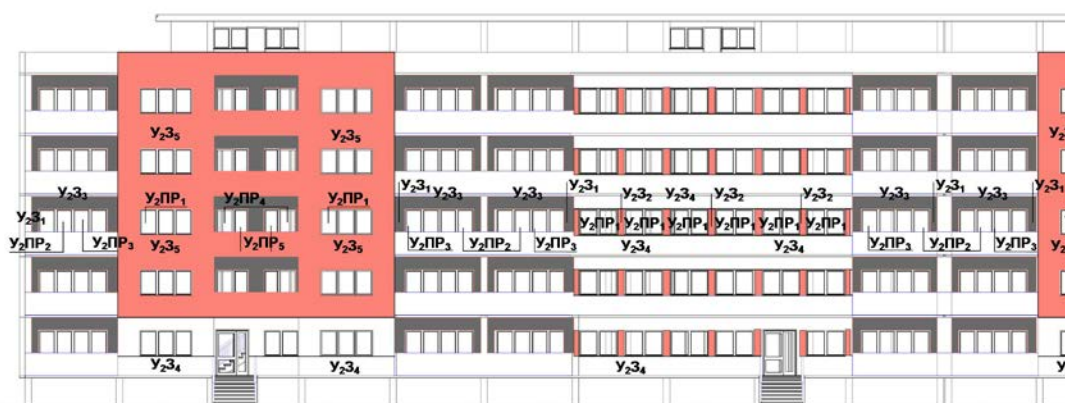 У₂З₅ У₂З₅ У₂З
У₂З₃ У₂ПР₁ У₂ПР₄ У₂ПР₁ У₂З₁ У₂З₃ У₂З₃ У₂З₁ У₂З₂ У₂З₄ У₂З₂ У₂З₂ У₂З₃ У₂З₁ У₂З₃ У₂З₁
У₂З₁ У₂ПР₁ У₂ПР₁ У₂ПР₁ У₂ПР₁ У₂ПР₁ У₂ПР₁
У₂ПР₂ У₂ПР₃ У₂З₅ У₂ПР₅ У₂З₅ У₂ПР₃ У₂ПР₂ У₂ПР₃ У₂З₄ У₂З₄ У₂ПР₃ У₂ПР₂ У₂ПР₃
У₂З₄ У₂З₄ У₂З₄